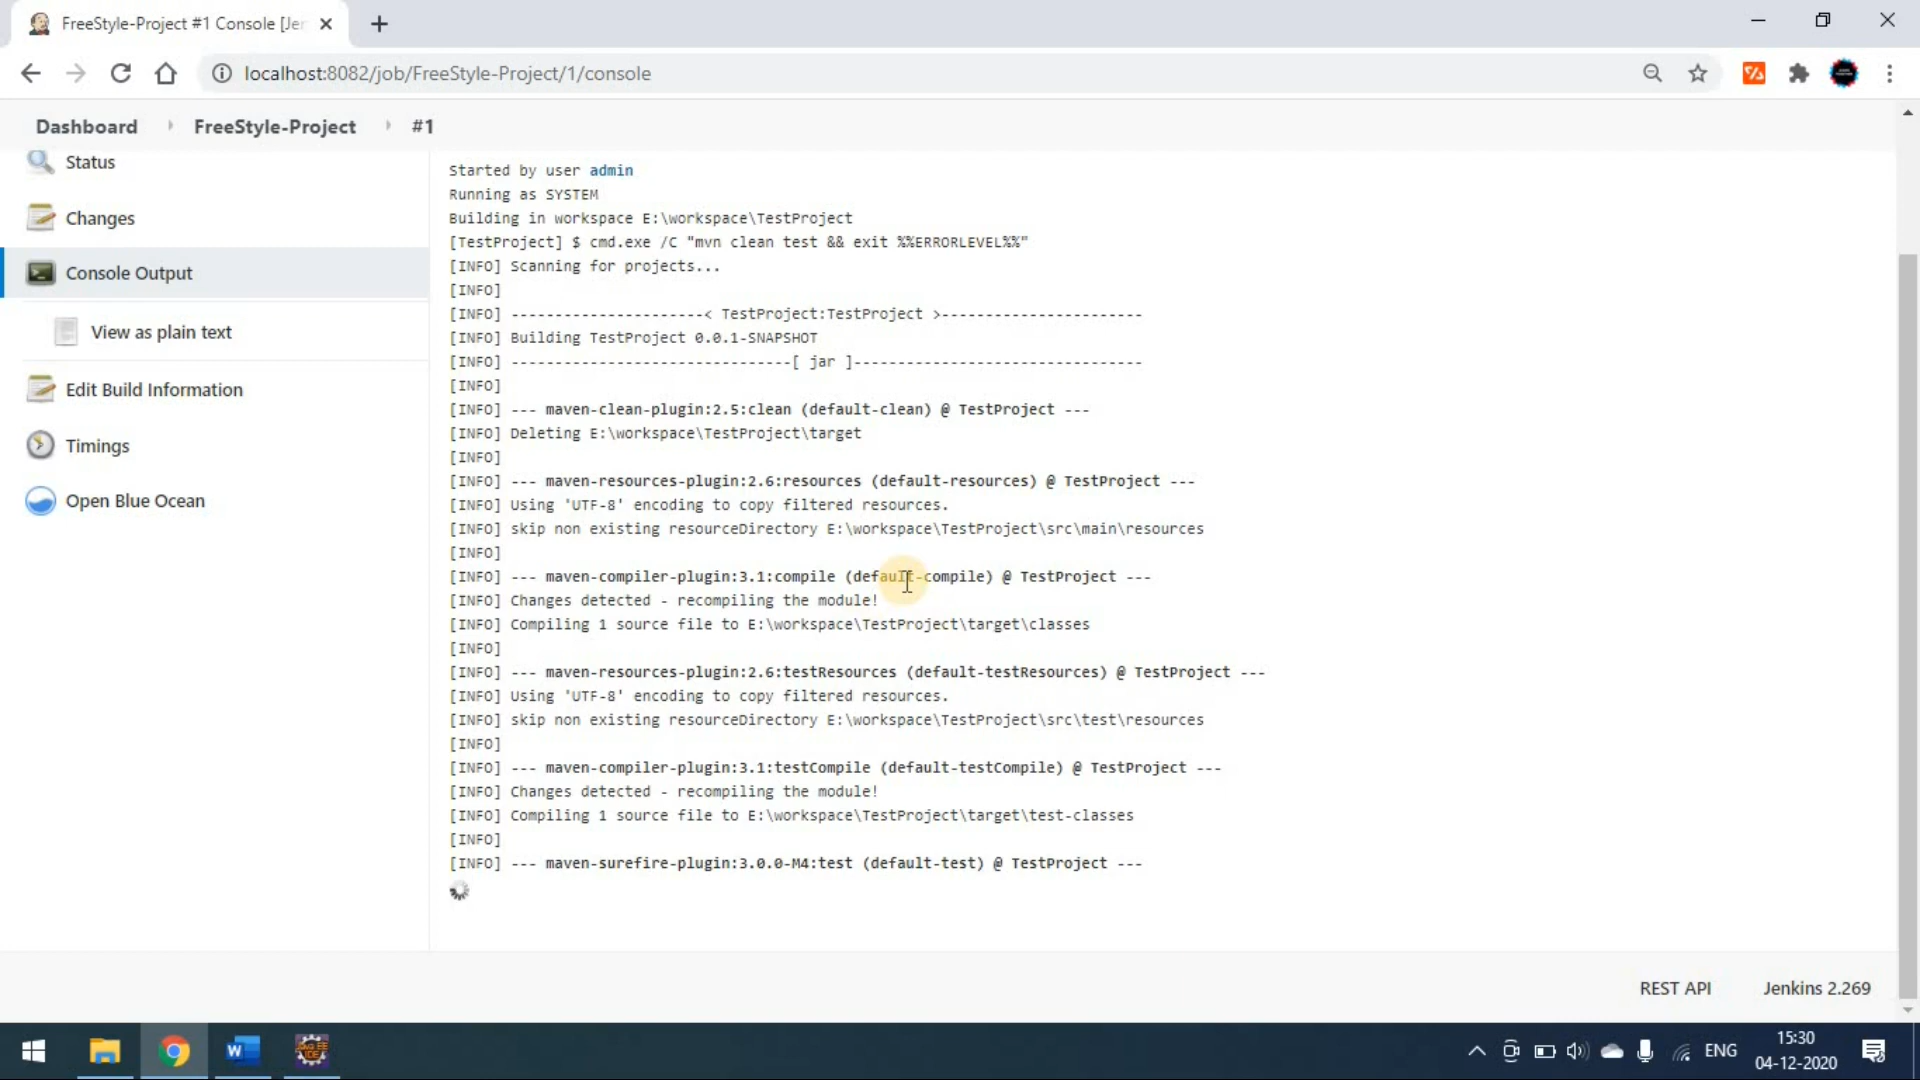 FreeStyle-Project #1 Console [Jer
localhost:8082/job/FreeStyle-Project/1/console
Dashboard FreeStyle-Project #1
Status
Changes
Console Output
View as plain text
Edit Build Information
Timings
Open Blue Ocean
Started by user admin
Running as SYSTEM
Building in workspace E:\workspace\TestProject
[TestProject] $ cmd.exe /C "mvn clean test && exit %%ERRORLEVEL%%"
[INFO] Scanning for projects...
[INFO]
[INFO] ----------------------< TestProject:TestProject >-----------------------
[INFO] Building TestProject 0.0.1-SNAPSHOT
[INFO] --------------------------------[ jar ]---------------------------------
[INFO]
[INFO] --- maven-clean-plugin:2.5:clean (default-clean) @ TestProject ---
[INFO] Deleting E:\workspace\TestProject\target
[INFO]
[INFO] --- maven-resources-plugin:2.6:resources (default-resources) @ TestProject ---
[INFO] Using 'UTF-8' encoding to copy filtered resources.
[INFO] skip non existing resourceDirectory E:\workspace\TestProject\src\main\resources
[INFO]
[INFO] --- maven-compiler-plugin:3.1:compile (default-compile) @ TestProject ---
[INFO] Changes detected - recompiling the module!
[INFO] Compiling 1 source file to E:\workspace\TestProject\target\classes
[INFO]
[INFO] --- maven-resources-plugin:2.6:testResources (default-testResources) @ TestProject ---
[INFO] Using 'UTF-8' encoding to copy filtered resources.
[INFO] skip non existing resourceDirectory E:\workspace\TestProject\src\test\resources
[INFO]
[INFO] --- maven-compiler-plugin:3.1:testCompile (default-testCompile) @ TestProject ---
[INFO] Changes detected - recompiling the module!
[INFO] Compiling 1 source file to E:\workspace\TestProject\target\test-classes
[INFO]
[INFO] --- maven-surefire-plugin:3.0.0-M4:test (default-test) @ TestProject ---
REST API Jenkins 2.269
ENG
15:30
04-12-2020